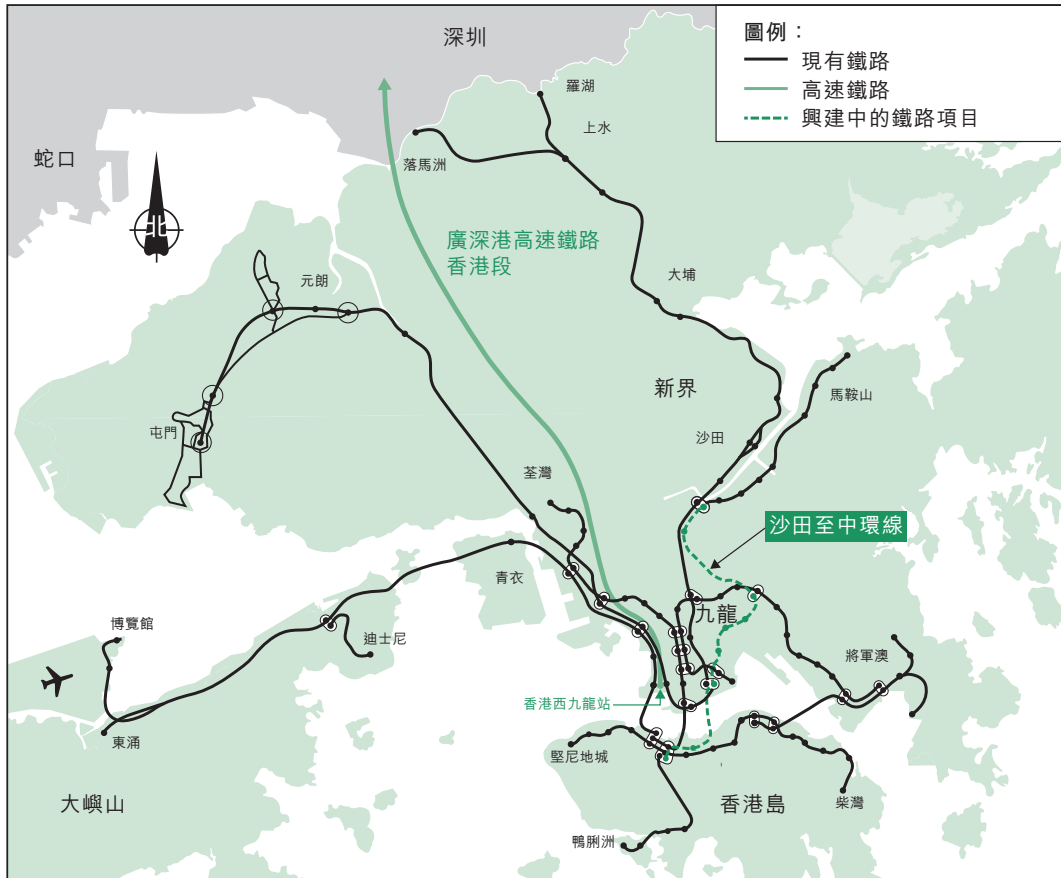 深圳
圖例：
現有鐵路
高速鐵路
興建中的鐵路項目
羅湖
上水
蛇口
落馬洲
廣深港高速鐵路
香港段
元朗
大埔
新界
馬鞍山
屯門
沙田
荃灣
沙田至中環線
青衣
九龍
博覽館
迪士尼
將軍澳
香港西九龍站
東涌
堅尼地城
大嶼山
香港島
柴灣
鴨脷洲